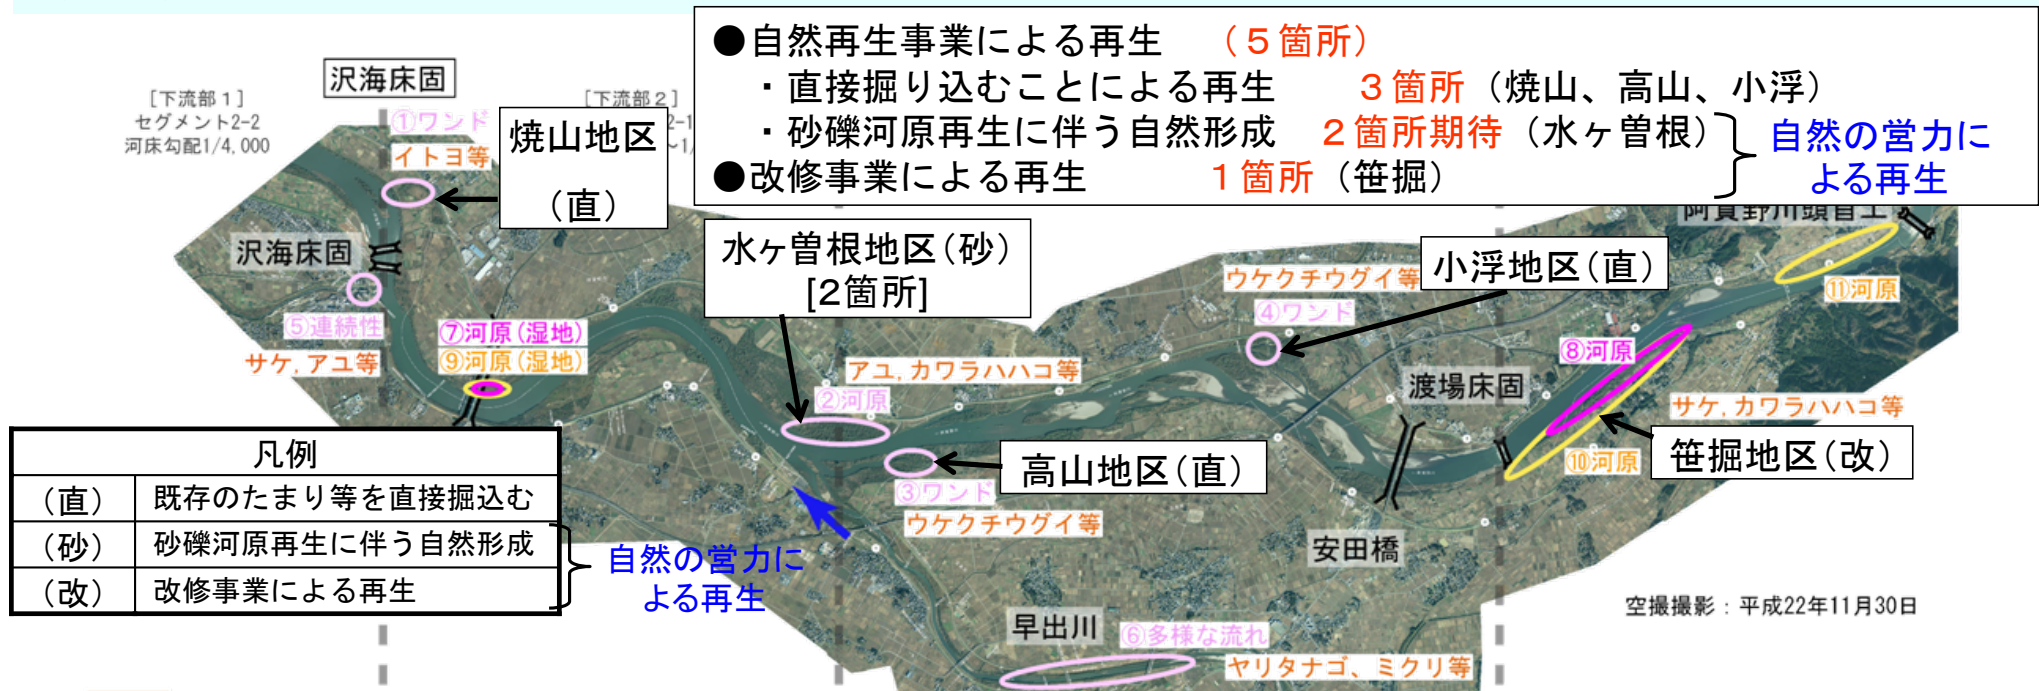 ●自然再生事業による再生　（５箇所）
・直接掘り込むことによる再生　３箇所（焼山、高山、小浮）
・砂礫河原再生に伴う自然形成　２箇所期待（水ヶ曽根）
●改修事業による再生　１箇所（笹掘）
自然の営力に
よる再生
沢海床固
［下流部１］
セグメント2-2
河床勾配1/4,000
［下流部２］
①ワンド
イトヨ等
焼山地区
（直）
沢海床固
⑤連続性
サケ,アユ等
⑦河原(湿地)
⑨河原(湿地)
水ヶ曽根地区(砂)
[2箇所]
アユ,カワラハハコ等
②河原
ウケクチウグイ等
④ワンド
小浮地区(直)
阿賀野川頭首工
⑪河原
⑧河原
渡場床固
サケ,カワラハハコ等
笹掘地区(改)
⑩河原
高山地区(直)
③ワンド
ウケクチウグイ等
安田橋
早出川
⑥多様な流れ
ヤリタナゴ、ミクリ等
空撮撮影：平成22年11月30日
凡例
（直）　既存のたまり等を直接掘込む
（砂）　砂礫河原再生に伴う自然形成
（改）　改修事業による再生
自然の営力に
よる再生